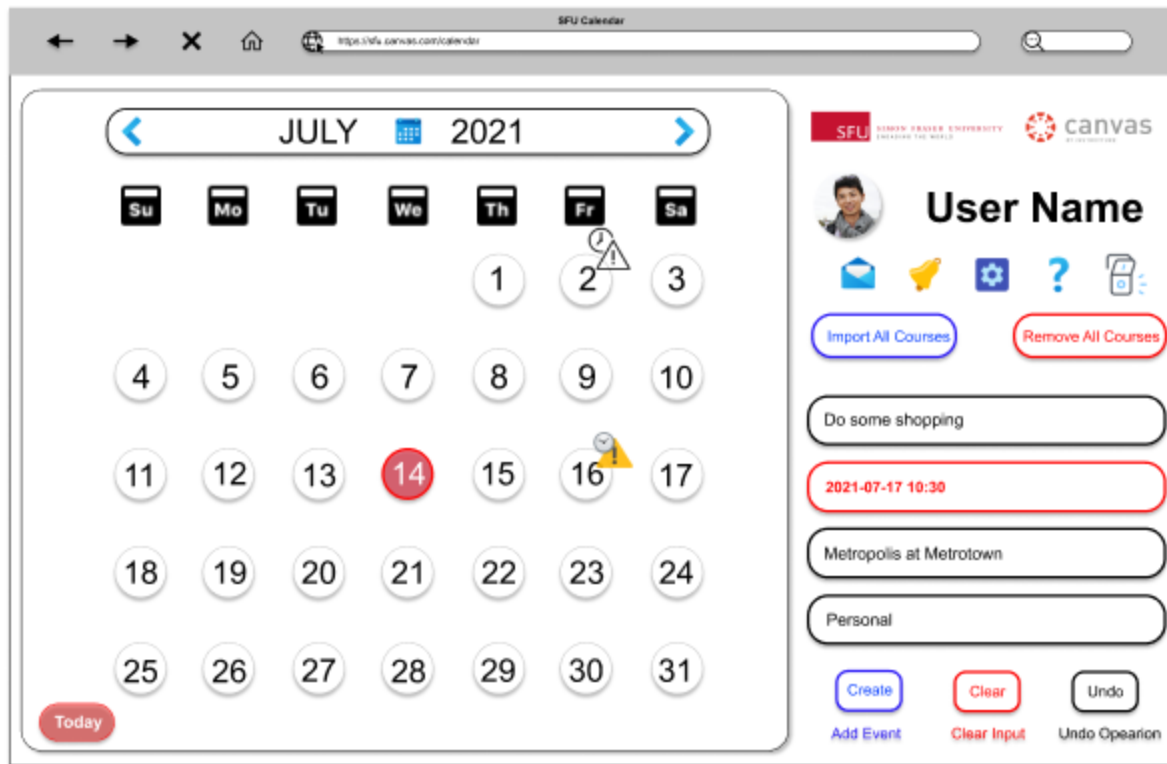 SFU Calendar
https://sfu.canvas.com/calendar
JULY 2021
Su Mo Tu We Th Fr Sa
1 2 3
4 5 6 7 8 9 10
11 12 13 14 15 16 17
18 19 20 21 22 23 24
25 26 27 28 29 30 31
Today
SFU SIMON FRASER UNIVERSITY
ENGAGING THE WORLD
canvas
User Name
Import All Courses
Remove All Courses
Do some shopping
2021-07-17 10:30
Metropolis at Metrotown
Personal
Create Clear Undo
Add Event Clear Input Undo Opearion